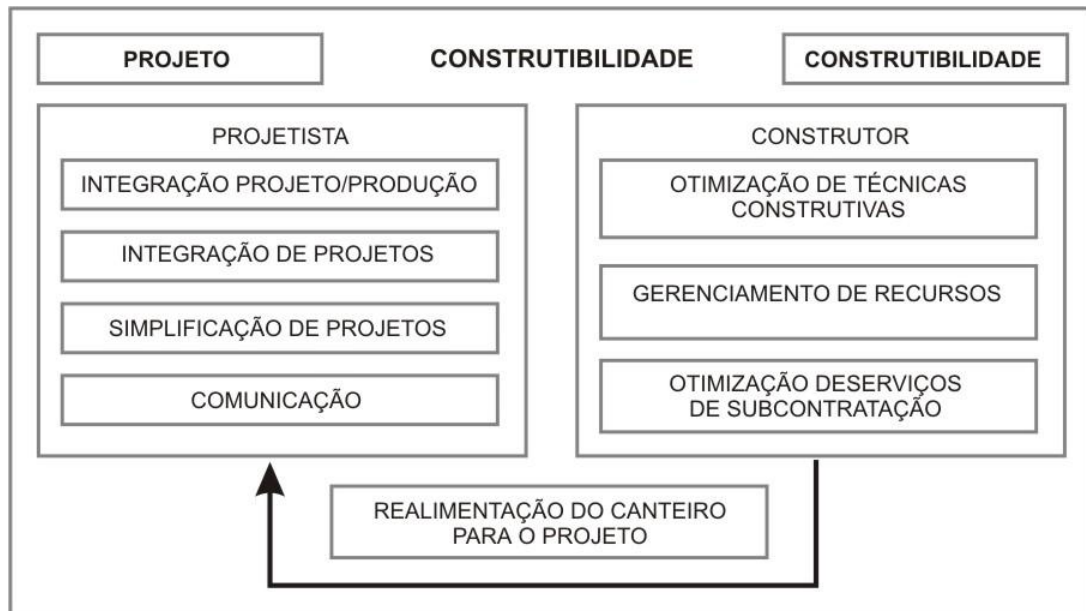 PROJETO
CONSTRUTIBILIDADE
CONSTRUTIBILIDADE
PROJETISTA
INTEGRAÇÃO PROJETO/PRODUÇÃO
INTEGRAÇÃO DE PROJETOS
SIMPLIFICAÇÃO DE PROJETOS
COMUNICAÇÃO
CONSTRUTOR
OTIMIZAÇÃO DE TÉCNICAS
CONSTRUTIVAS
GERENCIAMENTO DE RECURSOS
OTIMIZAÇÃO DESERVIÇOS
DE SUBCONTRATAÇÃO
REALIMENTAÇÃO DO CANTEIRO
PARA O PROJETO